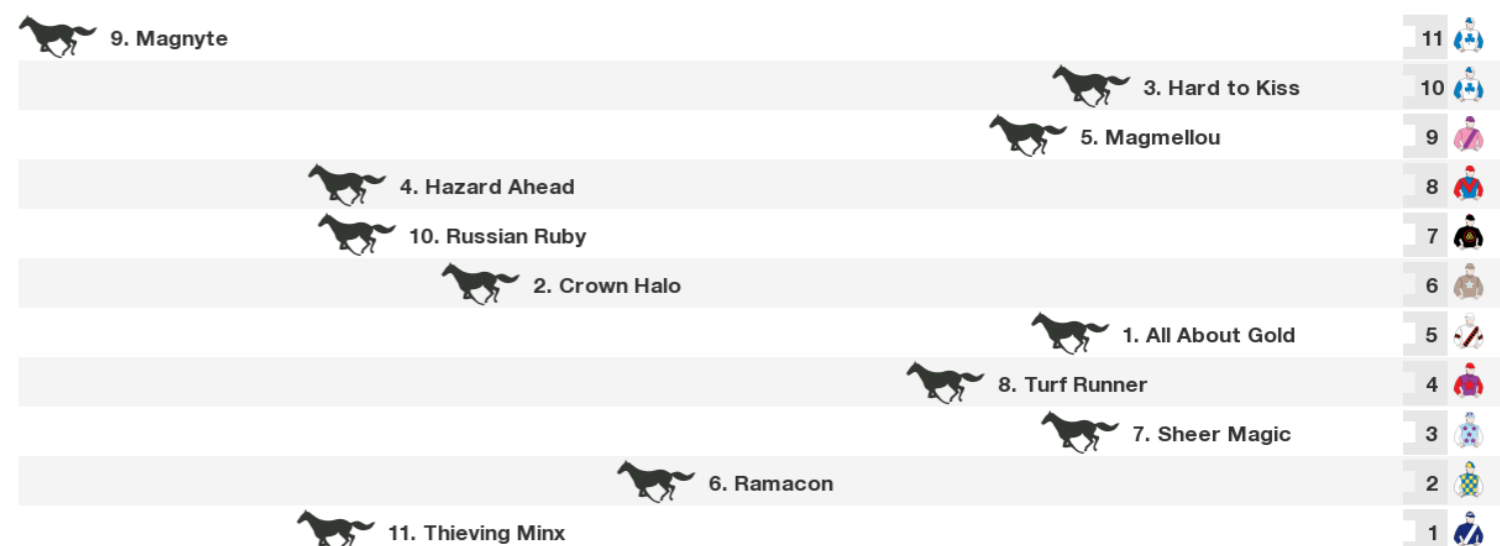 9. Magnyte 11
3. Hard to Kiss 10
5. Magmellou 9
4. Hazard Ahead 8
10. Russian Ruby 7
2. Crown Halo 6
1. All About Gold 5
8. Turf Runner 4
7. Sheer Magic 3
6. Ramacon 2
11. Thieving Minx 1